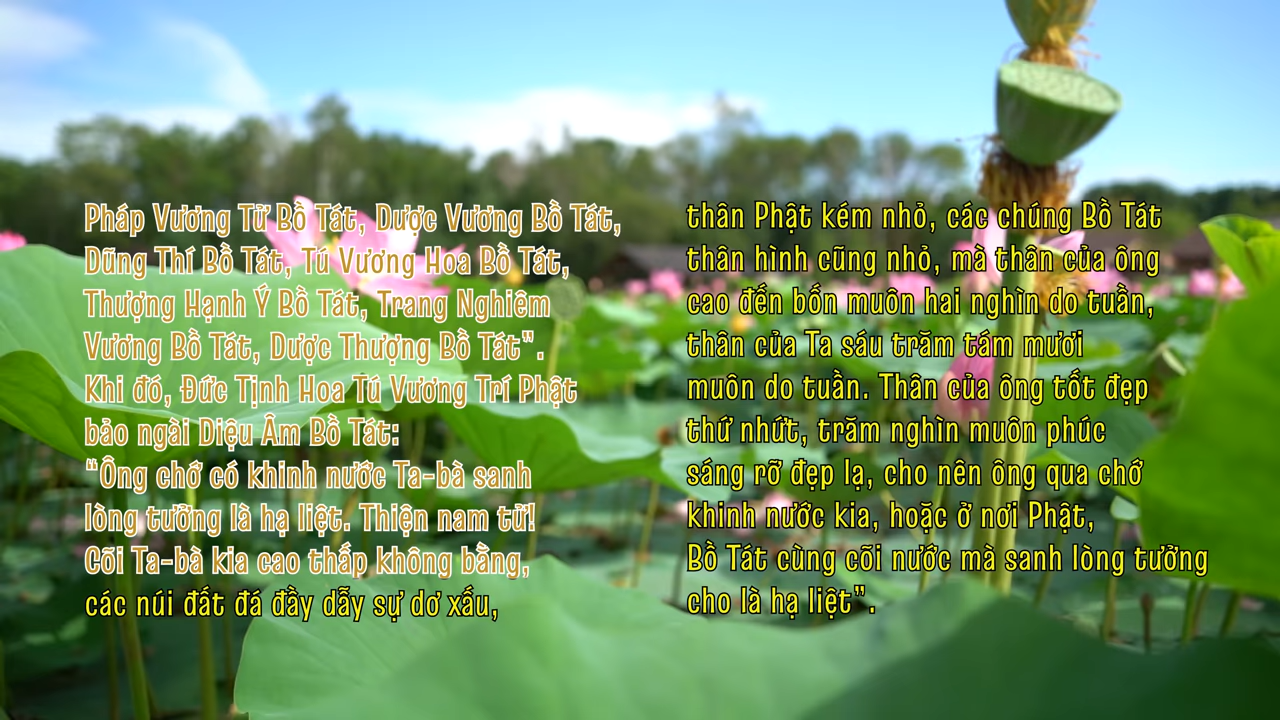 Pháp Vương Tử Bồ Tát, Dược Vương Bồ Tát,
Dũng Thí Bồ Tát, Tú Vương Hoa Bồ Tát,
Thượng Hạnh Ý Bồ Tát, Trang Nghiêm
Vương Bồ Tát, Dược Thượng Bồ Tát”.
Khi đó, Đức Tịnh Hoa Tú Vương Trí Phật
bảo ngài Diệu Âm Bồ Tát:
“Ông chớ có khinh nước Ta-bà sanh
lòng tưởng là hạ liệt. Thiện nam tử!
Cõi Ta-bà kia cao thấp không bằng,
các núi đất đá đầy dẫy sự dơ xấu,
thân Phật kém nhỏ, các chúng Bồ Tát
thân hình cũng nhỏ, mà thân của ông
cao đến bốn muôn hai nghìn do tuần,
thân của Ta sáu trăm tám mươi
muôn do tuần. Thân của ông tốt đẹp
thứ nhứt, trăm nghìn muôn phúc
sáng rỡ đẹp lạ, cho nên ông qua chớ
khinh nước kia, hoặc ở nơi Phật,
Bồ Tát cùng cõi nước mà sanh lòng tưởng
cho là hạ liệt”.